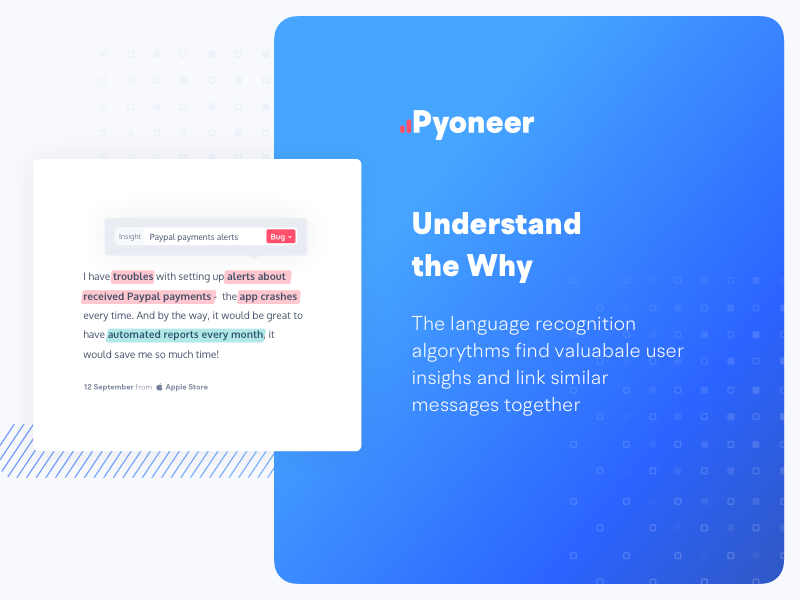 Pyoneer
Understand
the Why
The language recognition
algorythms find valuabale user
insighs and link similar
messages together
Insight Paypal payments alerts Bug
I have troubles with setting up alerts about
received Paypal payments - the app crashes
every time. And by the way, it would be great to
have automated reports every month, it
would save me so much time!
12 September from Apple Store